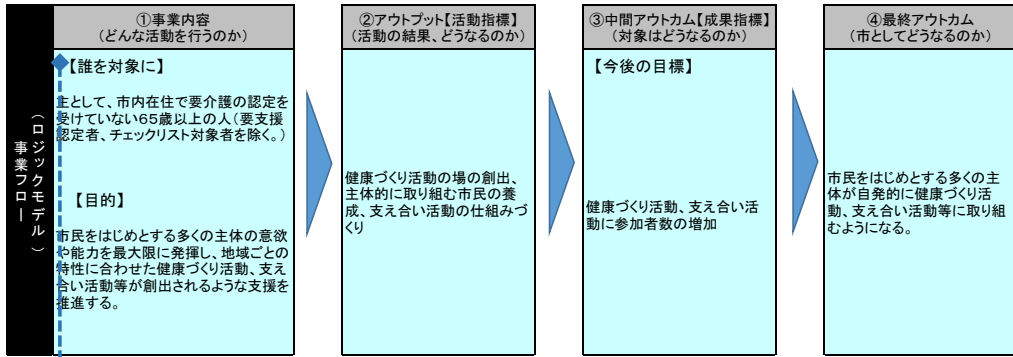 事業フロー
（ロジックモデル）
①事業内容
（どんな活動を行うのか）
【誰を対象に】
主として、市内在住で要介護の認定を
受けていない65歳以上の人（要支援
認定者、チェックリスト対象者を除く。）
【目的】
市民をはじめとする多くの主体の意欲
や能力を最大限に発揮し、地域ごとの
特性に合わせた健康づくり活動、支え
合い活動等が創出されるような支援を
推進する。
②アウトプット【活動指標】
（活動の結果、どうなるのか）
健康づくり活動の場の創出、
主体的に取り組む市民の養
成、支え合い活動の仕組みづ
くり
③中間アウトカム【成果指標】
（対象はどうなるのか）
【今後の目標】
健康づくり活動、支え合い活
動に参加者数の増加
④最終アウトカム
（市としてどうなるのか）
市民をはじめとする多くの主
体が自発的に健康づくり活
動、支え合い活動等に取り組
むようになる。